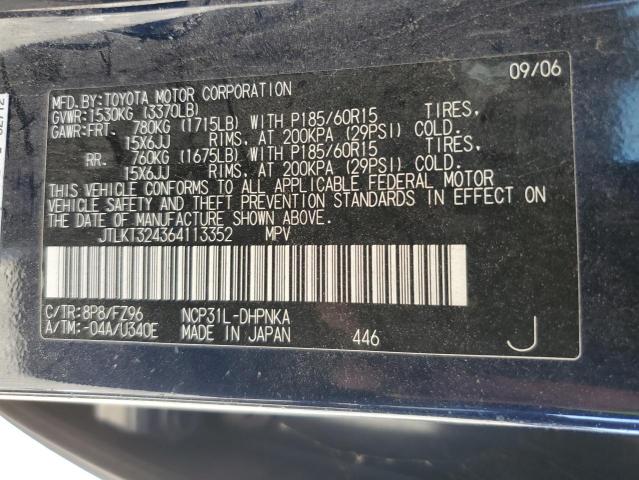 09/06
MFD.BY:TOYOTA MOTOR CORPORATION
GVWR:1530KG (3370LB)
GAWR:FRT. 780KG (1715LB) WITH P185/60R15 TIRES,
15X6JJ RIMS, AT 200KPA (29PSI) COLD.
RR. 760KG (1675LB) WITH P185/60R15 TIRES,
15X6JJ RIMS, AT 200KPA (29PSI) COLD.
THIS VEHICLE CONFORMS TO ALL APPLICABLE FEDERAL MOTOR
VEHICLE SAFETY AND BUMPER STANDARDS IN EFFECT ON
THE DATE OF MANUFACTURE SHOWN ABOVE.
JTLKT324364113352 MPV
C/TR:8P8/FZ96 NCP31L-DHPNKA
A/TM:-04A/U340E MADE IN JAPAN 446 J